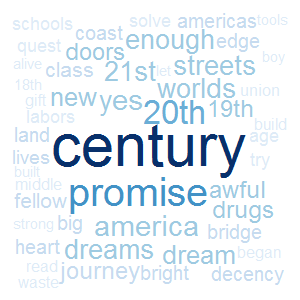 schools solve americas tools
quest coast enough edge
alive doors boy
18th class 21st let streets
gift new yes worlds union
labors 20th 19th build
land century age
lives try
built
middle promise awful
fellow drugs
strong big america bridge
heart dreams dream began
read journey bright decency
waste